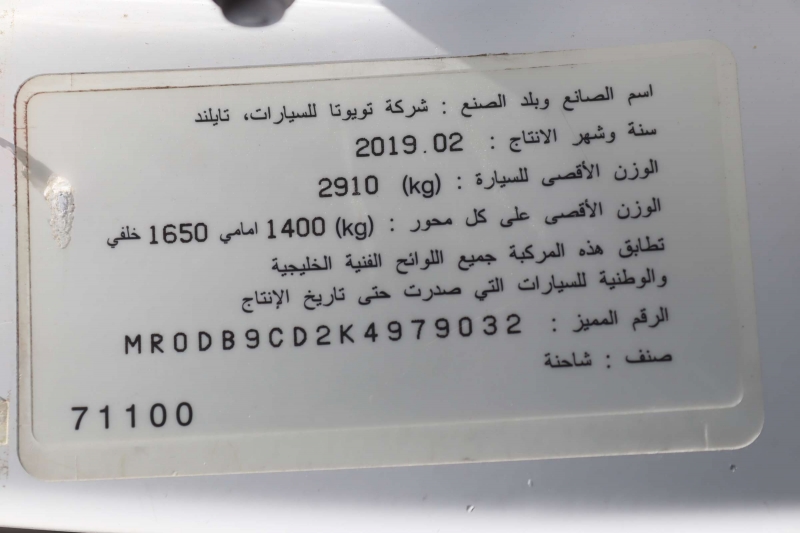 اسم الصانع وبلد الصنع : شركة تويوتا للسيارات، تايلند
سنة وشهر الانتاج : 2019.02
الوزن الأقصى للسيارة : (kg) 2910
الوزن الأقصى على كل محور : (kg) 1400 امامي 1650 خلفي
تطابق هذه المركبة جميع اللوائح الفنية الخليجية
والوطنية للسيارات التي صدرت حتى تاريخ الإنتاج
الرقم المميز : MR0DB9CD2K4979032
صنف : شاحنة
71100